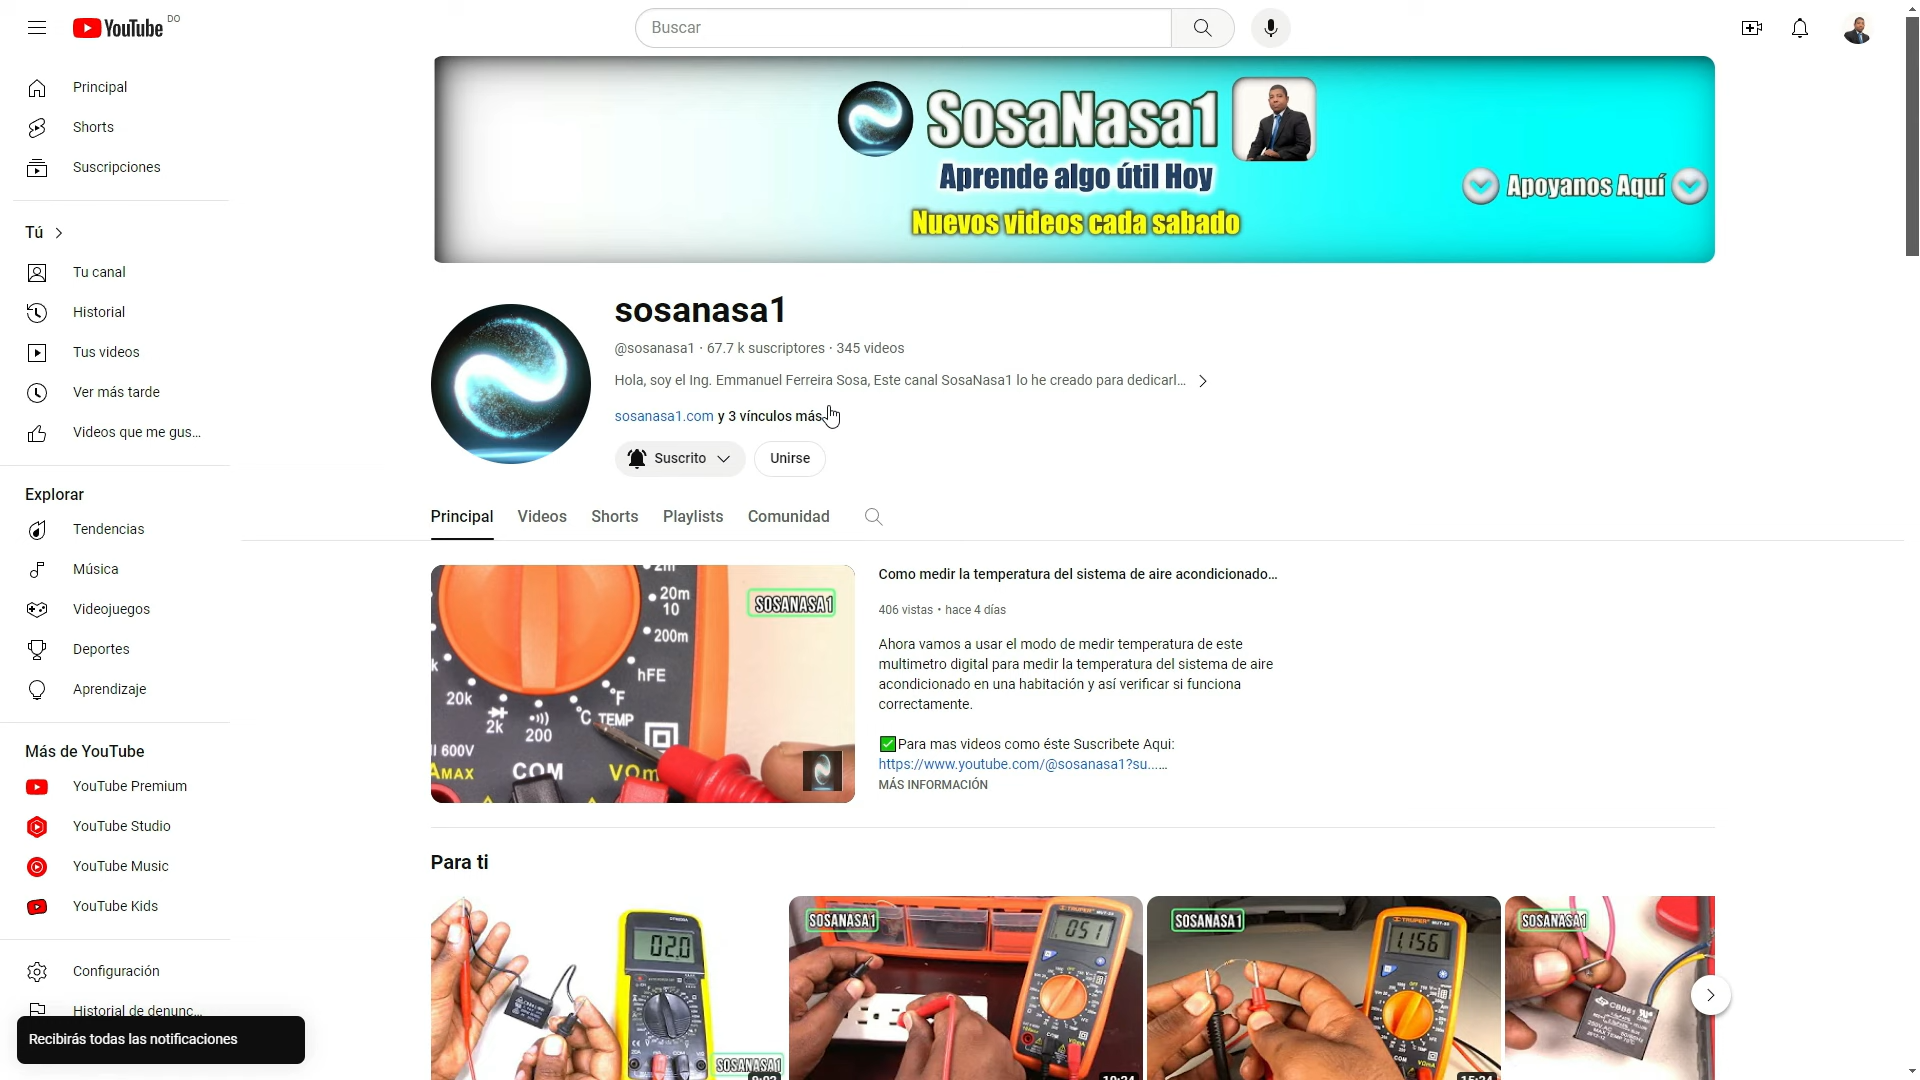 YouTube DO
Buscar
Principal
Shorts
Suscripciones
Tú
Tu canal
Historial
Tus videos
Ver más tarde
Videos que me gus...
Explorar
Tendencias
Música
Videojuegos
Deportes
Aprendizaje
Más de YouTube
YouTube Premium
YouTube Studio
YouTube Music
YouTube Kids
Configuración
Historial de denunc...
Recibirás todas las notificaciones
SosaNasa1
Aprende algo útil Hoy
Nuevos videos cada sabado
Apoyanos Aquí
sosanasa1
@sosanasa1 · 67.7 k suscriptores · 345 videos
Hola, soy el Ing. Emmanuel Ferreira Sosa, Este canal SosaNasa1 lo he creado para dedicarl...
sosanasa1.com y 3 vínculos más
Suscrito
Unirse
Principal Videos Shorts Playlists Comunidad
SOSANASA1
2m
20m
10
200m
hFE
°F
°C TEMP
20k
2k
200
600V
AMAX
COM
Como medir la temperatura del sistema de aire acondicionado...
406 vistas • hace 4 días
Ahora vamos a usar el modo de medir temperatura de este
multimetro digital para medir la temperatura del sistema de aire
acondicionado en una habitación y así verificar si funciona
correctamente.
✅Para mas videos como éste Suscribete Aqui:
https://www.youtube.com/@sosanasa1?su......
MÁS INFORMACIÓN
Para ti
02.0
SOSANASA1
SOSANASA1
TRUPER
051
COM
SOSANASA1
TRUPER
1.156
COM
SOSANASA1
CBB61